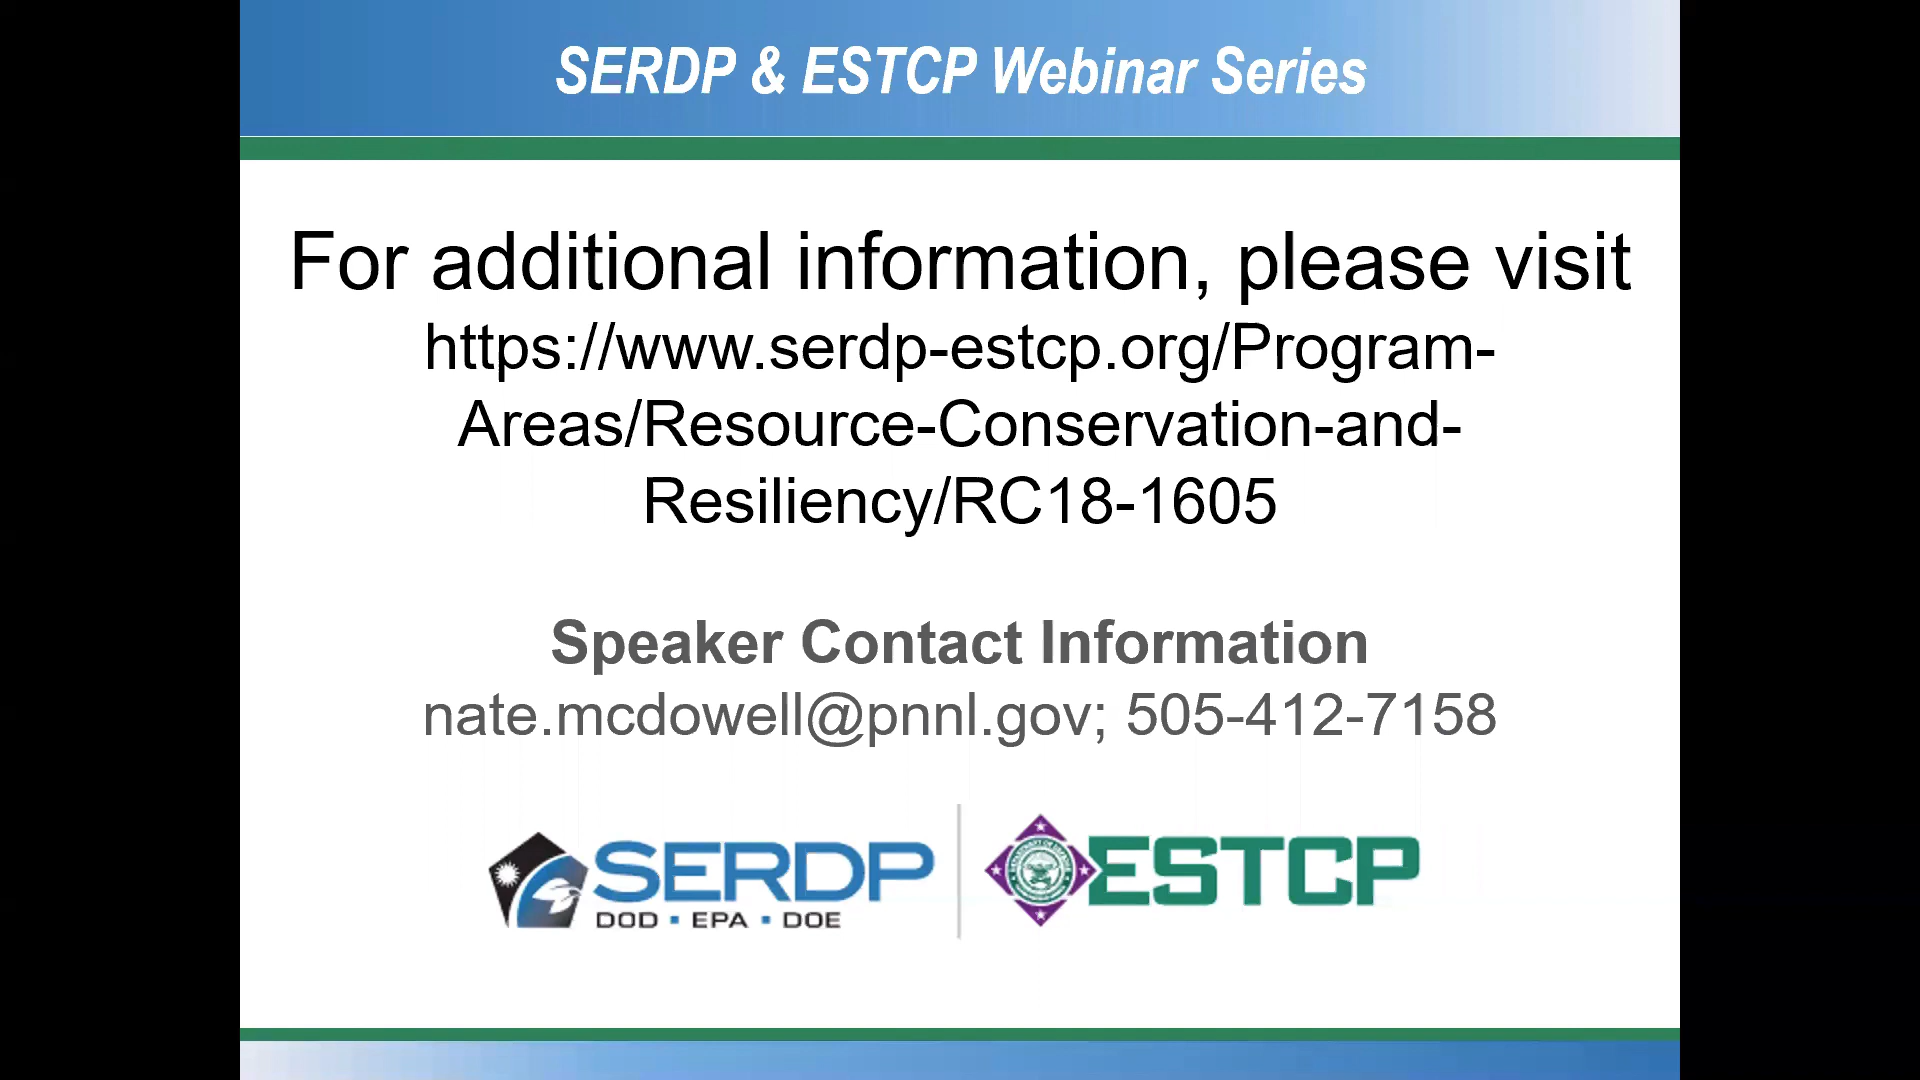 SERDP & ESTCP Webinar Series
For additional information, please visit
https://www.serdp-estcp.org/Program-
Areas/Resource-Conservation-and-
Resiliency/RC18-1605
Speaker Contact Information
nate.mcdowell@pnnl.gov; 505-412-7158
SERDP
DOD ▪ EPA ▪ DOE
ESTCP